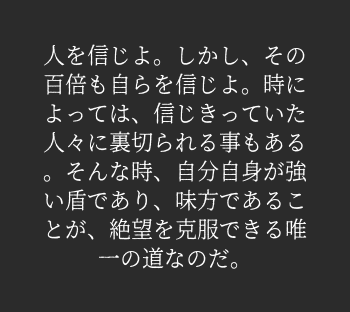 人を信じよ。しかし、その
百倍も自らを信じよ。時に
よっては、信じきっていた
人々に裏切られる事もある
。そんな時、自分自身が強
い盾であり、味方であるこ
とが、絶望を克服できる唯
一の道なのだ。